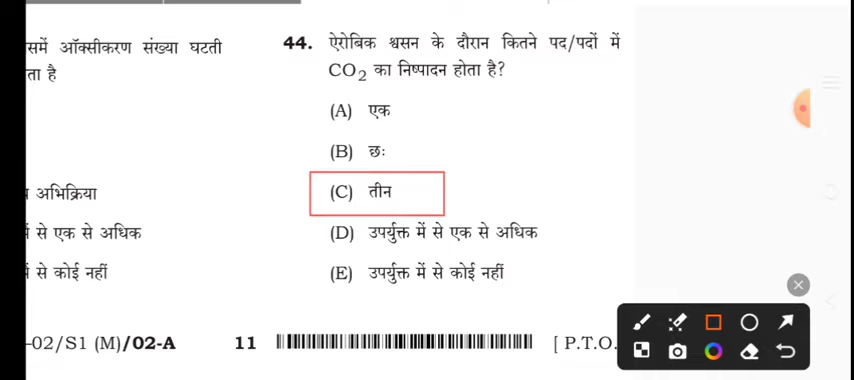 समें ऑक्सीकरण संख्या घटती
ता है
अभिक्रिया
में से एक से अधिक
में से कोई नहीं
44. ऐरोबिक श्वसन के दौरान कितने पद/पदों में
CO₂ का निष्पादन होता है?
(A) एक
(B) छः
(C) तीन
(D) उपर्युक्त में से एक से अधिक
(E) उपर्युक्त में से कोई नहीं
-02/S1 (M)/02-A 11 [ P.T.O.